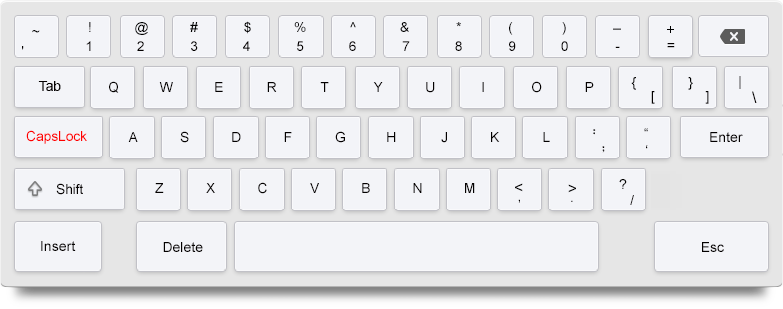 ~ ! @ # $ % ^ & * ( ) – +
' 1 2 3 4 5 6 7 8 9 0 - =
Tab Q W E R T Y U I O P { } |
[ ] \
CapsLock A S D F G H J K L : “ Enter
; ‘
Shift Z X C V B N M < > ?
, . /
Insert Delete Esc